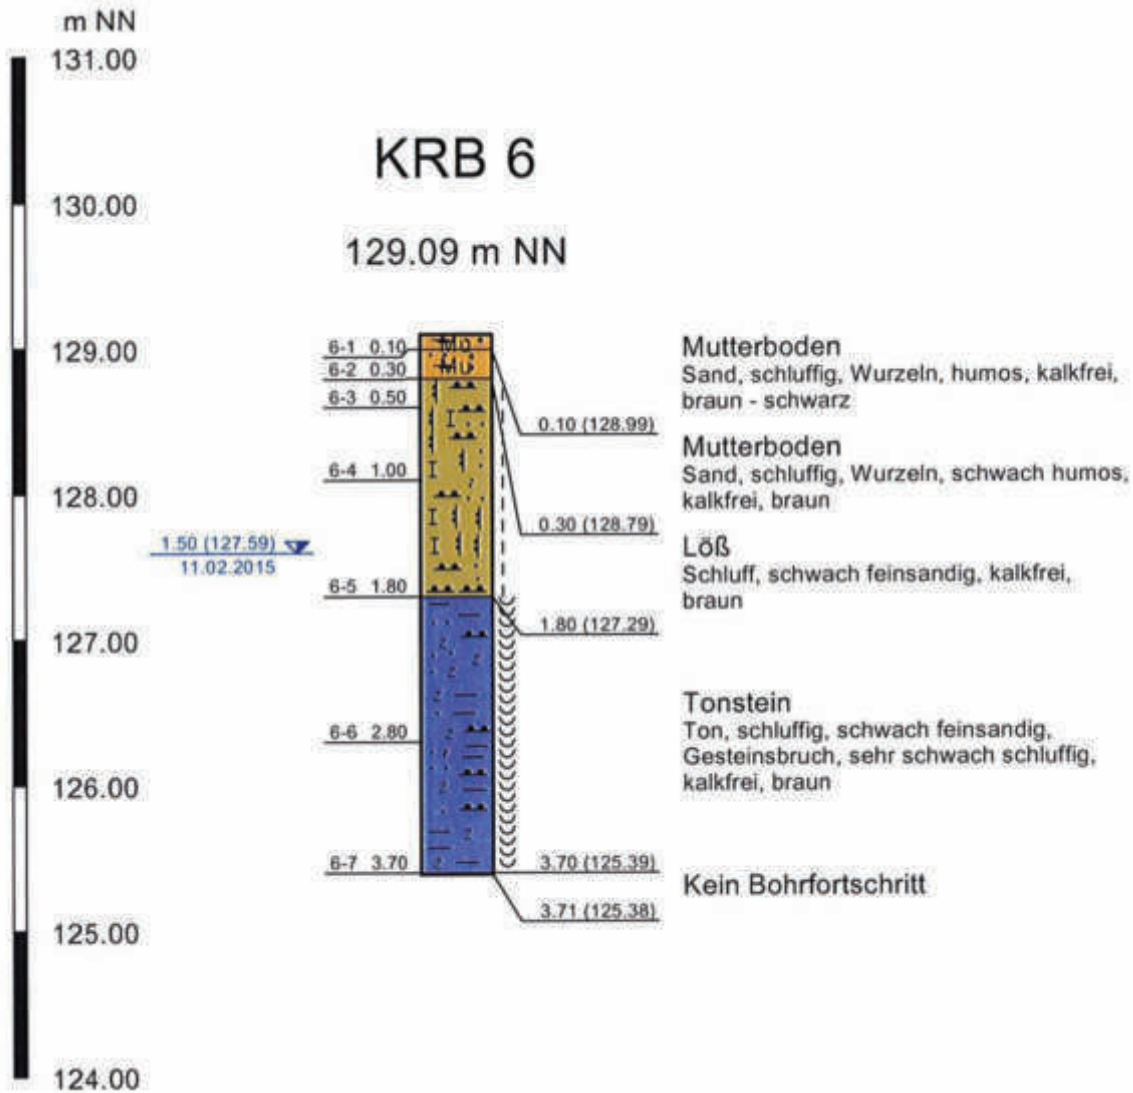 m NN
131.00
130.00
129.00
128.00
127.00
126.00
125.00
124.00
KRB 6
129.09 m NN
6-1 0.10
6-2 0.30
6-3 0.50
6-4 1.00
1.50 (127.59)
11.02.2015
6-5 1.80
6-6 2.80
6-7 3.70
Mu
Mu
0.10 (128.99)
0.30 (128.79)
1.80 (127.29)
3.70 (125.39)
3.71 (125.38)
Mutterboden
Sand, schluffig, Wurzeln, humos, kalkfrei,
braun - schwarz
Mutterboden
Sand, schluffig, Wurzeln, schwach humos,
kalkfrei, braun
Löß
Schluff, schwach feinsandig, kalkfrei,
braun
Tonstein
Ton, schluffig, schwach feinsandig,
Gesteinsbruch, sehr schwach schluffig,
kalkfrei, braun
Kein Bohrfortschritt